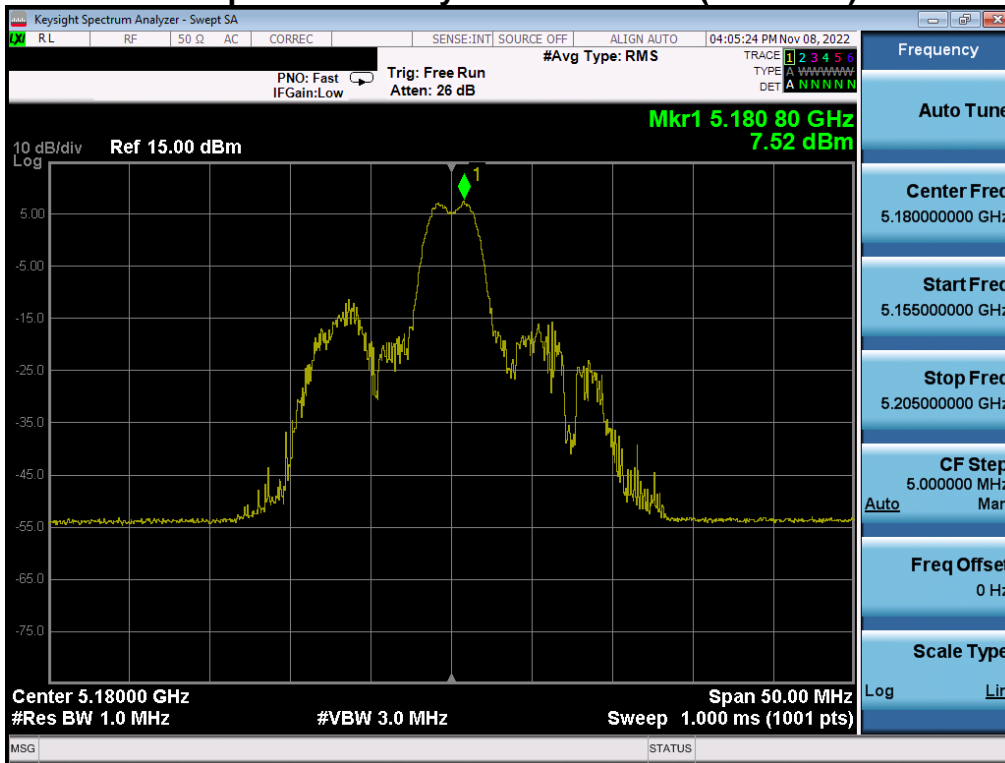 Keysight Spectrum Analyzer - Swept SA
LXI RL RF 50 Ω AC CORREC SENSE:INT SOURCE OFF ALIGN AUTO 04:05:24 PM Nov 08, 2022
#Avg Type: RMS
TRACE 1 2 3 4 5 6
PNO: Fast Trig: Free Run TYPE A WWWWW
IFGain:Low Atten: 26 dB DET A N N N N N
Mkr1 5.180 80 GHz
7.52 dBm
10 dB/div Ref 15.00 dBm
Log
1
5.00
-5.00
-15.0
-25.0
-35.0
-45.0
-55.0
-65.0
-75.0
Center 5.18000 GHz Span 50.00 MHz
#Res BW 1.0 MHz #VBW 3.0 MHz Sweep 1.000 ms (1001 pts)
MSG STATUS
Frequency
Auto Tune
Center Freq
5.180000000 GHz
Start Freq
5.155000000 GHz
Stop Freq
5.205000000 GHz
CF Step
5.000000 MHz
Auto Man
Freq Offset
0 Hz
Scale Type
Log Lin